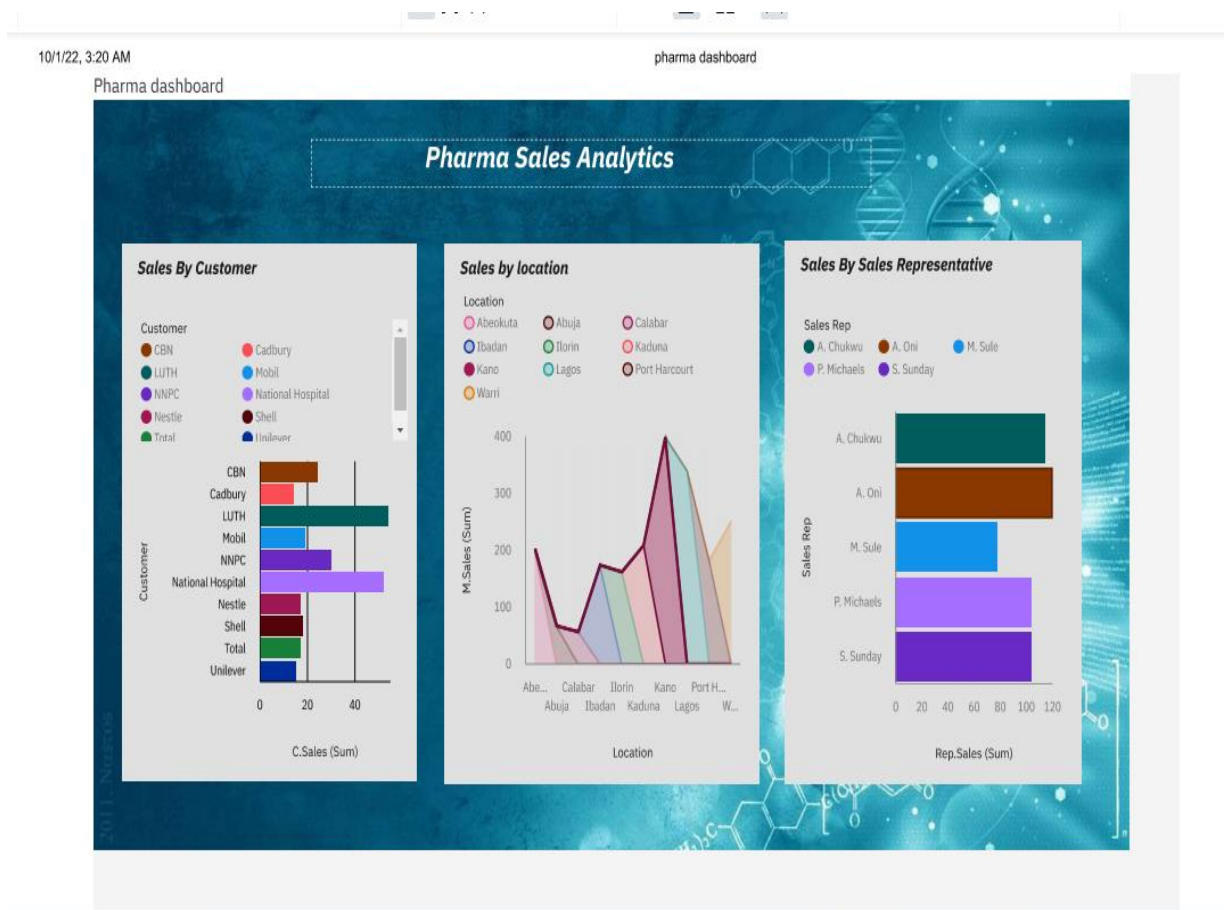 10/1/22, 3:20 AM
pharma dashboard
Pharma dashboard
Pharma Sales Analytics
Sales By Customer
Customer
CBN Cadbury
LUTH Mobil
NNPC National Hospital
Nestle Shell
Total Unilever
Customer
CBN
Cadbury
LUTH
Mobil
NNPC
National Hospital
Nestle
Shell
Total
Unilever
0 20 40
C.Sales (Sum)
Sales by location
Location
Abeokuta Abuja Calabar
Ibadan Ilorin Kaduna
Kano Lagos Port Harcourt
Warri
M.Sales (Sum)
400
300
200
100
0
Abe... Calabar Ilorin Kano Port H...
Abuja Ibadan Kaduna Lagos W...
Location
Sales By Sales Representative
Sales Rep
A. Chukwu A. Oni M. Sule
P. Michaels S. Sunday
Sales Rep
A. Chukwu
A. Oni
M. Sule
P. Michaels
S. Sunday
0 20 40 60 80 100 120
Rep.Sales (Sum)
O
O